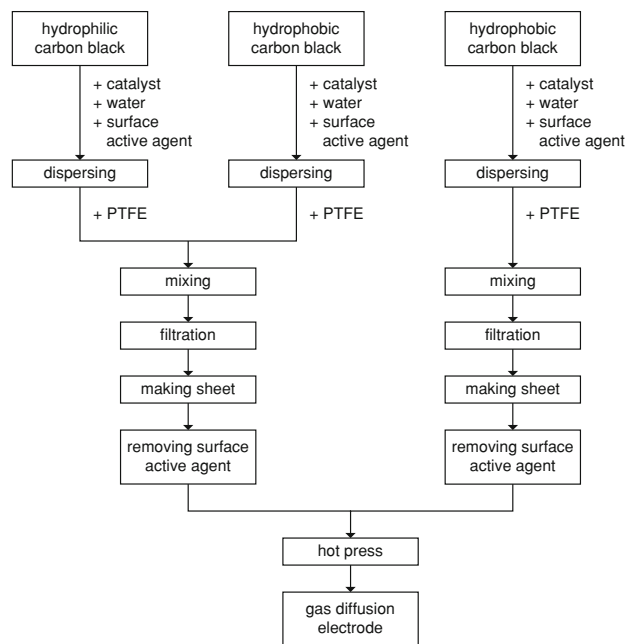 hydrophilic
carbon black
hydrophobic
carbon black
hydrophobic
carbon black
+ catalyst
+ water
+ surface
active agent
+ catalyst
+ water
+ surface
active agent
+ catalyst
+ water
+ surface
active agent
dispersing
dispersing
dispersing
+ PTFE
+ PTFE
+ PTFE
mixing
mixing
filtration
filtration
making sheet
making sheet
removing surface
active agent
removing surface
active agent
hot press
gas diffusion
electrode